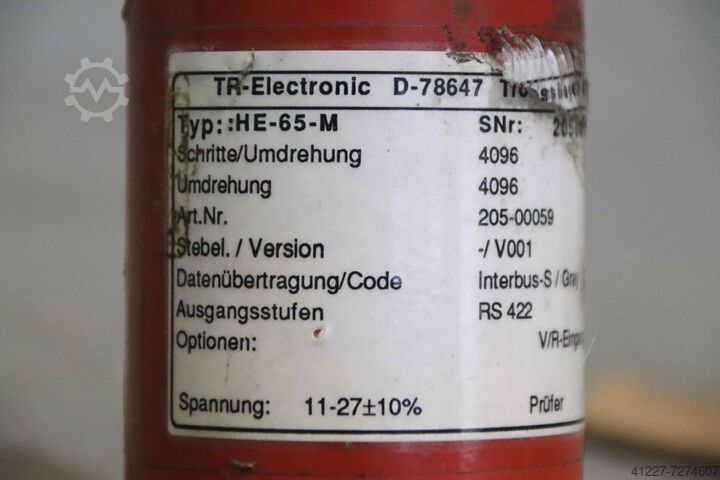 TR-Electronic D-78647
Typ: :HE-65-M SNr:
Schritte/Umdrehung 4096
Umdrehung 4096
Art.Nr. 205-00059
Stebel. / Version -/ V001
Datenübertragung/Code Interbus-S / Gray
Ausgangsstufen RS 422
Optionen:
Spannung: 11-27±10% Prüfer
41227-7274607